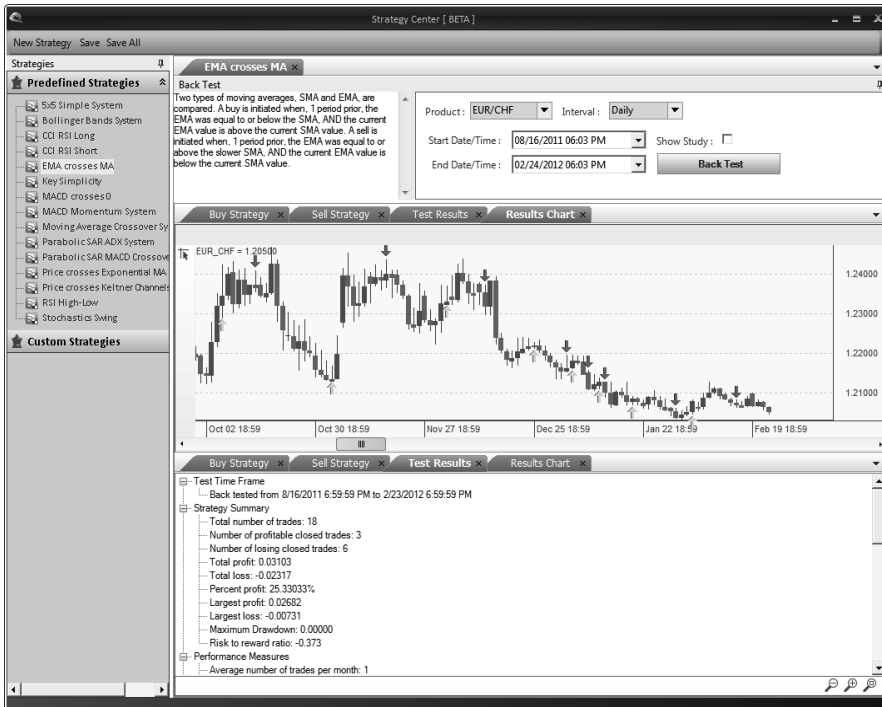 Strategy Center [ BETA ]
New Strategy Save Save All
Strategies
Predefined Strategies
5x5 Simple System
Bollinger Bands System
CCI RSI Long
CCI RSI Short
EMA crosses MA
Key Simplicity
MACD crosses 0
MACD Momentum System
Moving Average Crossover Sy
Parabolic SAR ADX System
Parabolic SAR MACD Crossove
Price crosses Exponential MA
Price crosses Keltner Channels
RSI High-Low
Stochastics Swing
Custom Strategies
EMA crosses MA
Back Test
Two types of moving averages, SMA and EMA, are
compared. A buy is initiated when, 1 period prior, the
EMA was equal to or below the SMA, AND the current
EMA value is above the current SMA value. A sell is
initiated when, 1 period prior, the EMA was equal to or
above the slower SMA, AND the current EMA value is
below the current SMA value.
Product : EUR/CHF Interval : Daily
Start Date/Time : 08/16/2011 06:03 PM Show Study :
End Date/Time : 02/24/2012 06:03 PM Back Test
Buy Strategy Sell Strategy Test Results Results Chart
EUR_CHF = 1.20500
1.24000
1.23000
1.22000
1.21000
Oct 02 18:59 Oct 30 18:59 Nov 27 18:59 Dec 25 18:59 Jan 22 18:59 Feb 19 18:59
Buy Strategy Sell Strategy Test Results Results Chart
Test Time Frame
Back tested from 8/16/2011 6:59:59 PM to 2/23/2012 6:59:59 PM
Strategy Summary
Total number of trades: 18
Number of profitable closed trades: 3
Number of losing closed trades: 6
Total profit: 0.03103
Total loss: -0.02317
Percent profit: 25.33033%
Largest profit: 0.02682
Largest loss: -0.00731
Maximum Drawdown: 0.00000
Risk to reward ratio: -0.373
Performance Measures
Average number of trades per month: 1